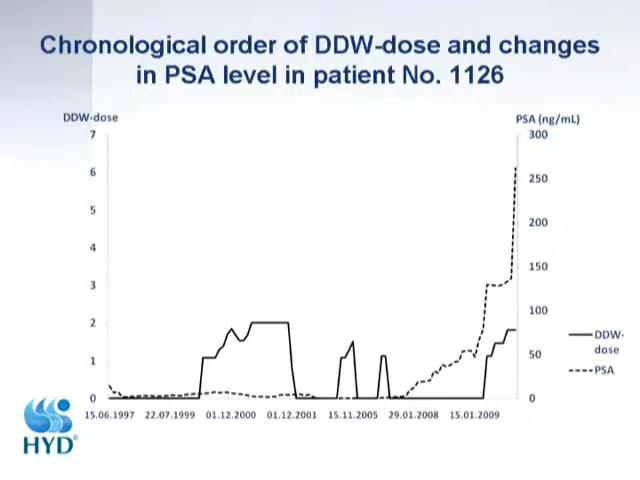 Chronological order of DDW-dose and changes
in PSA level in patient No. 1126
DDW-dose
PSA (ng/mL)
7
6
5
4
3
2
1
0
300
250
200
150
100
50
0
15.06.1997 22.07.1999 01.12.2000 01.12.2001 15.11.2005 29.01.2008 15.01.2009
DDW-
dose
PSA
HYD®